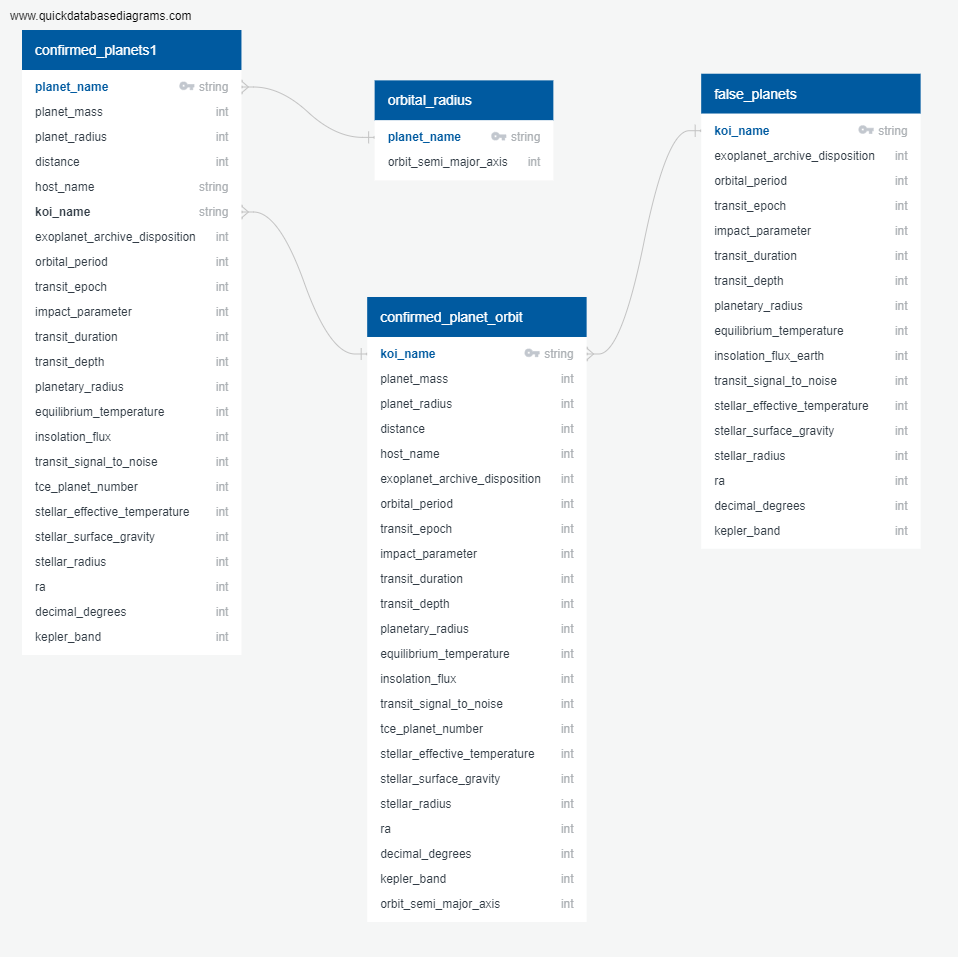 www.quickdatabasediagrams.com
confirmed_planets1
planet_name string
planet_mass int
planet_radius int
distance int
host_name string
koi_name string
exoplanet_archive_disposition int
orbital_period int
transit_epoch int
impact_parameter int
transit_duration int
transit_depth int
planetary_radius int
equilibrium_temperature int
insolation_flux int
transit_signal_to_noise int
tce_planet_number int
stellar_effective_temperature int
stellar_surface_gravity int
stellar_radius int
ra int
decimal_degrees int
kepler_band int
orbital_radius
planet_name string
orbit_semi_major_axis int
confirmed_planet_orbit
koi_name string
planet_mass int
planet_radius int
distance int
host_name int
exoplanet_archive_disposition int
orbital_period int
transit_epoch int
impact_parameter int
transit_duration int
transit_depth int
planetary_radius int
equilibrium_temperature int
insolation_flux int
transit_signal_to_noise int
tce_planet_number int
stellar_effective_temperature int
stellar_surface_gravity int
stellar_radius int
ra int
decimal_degrees int
kepler_band int
orbit_semi_major_axis int
false_planets
koi_name string
exoplanet_archive_disposition int
orbital_period int
transit_epoch int
impact_parameter int
transit_duration int
transit_depth int
planetary_radius int
equilibrium_temperature int
insolation_flux_earth int
transit_signal_to_noise int
stellar_effective_temperature int
stellar_surface_gravity int
stellar_radius int
ra int
decimal_degrees int
kepler_band int